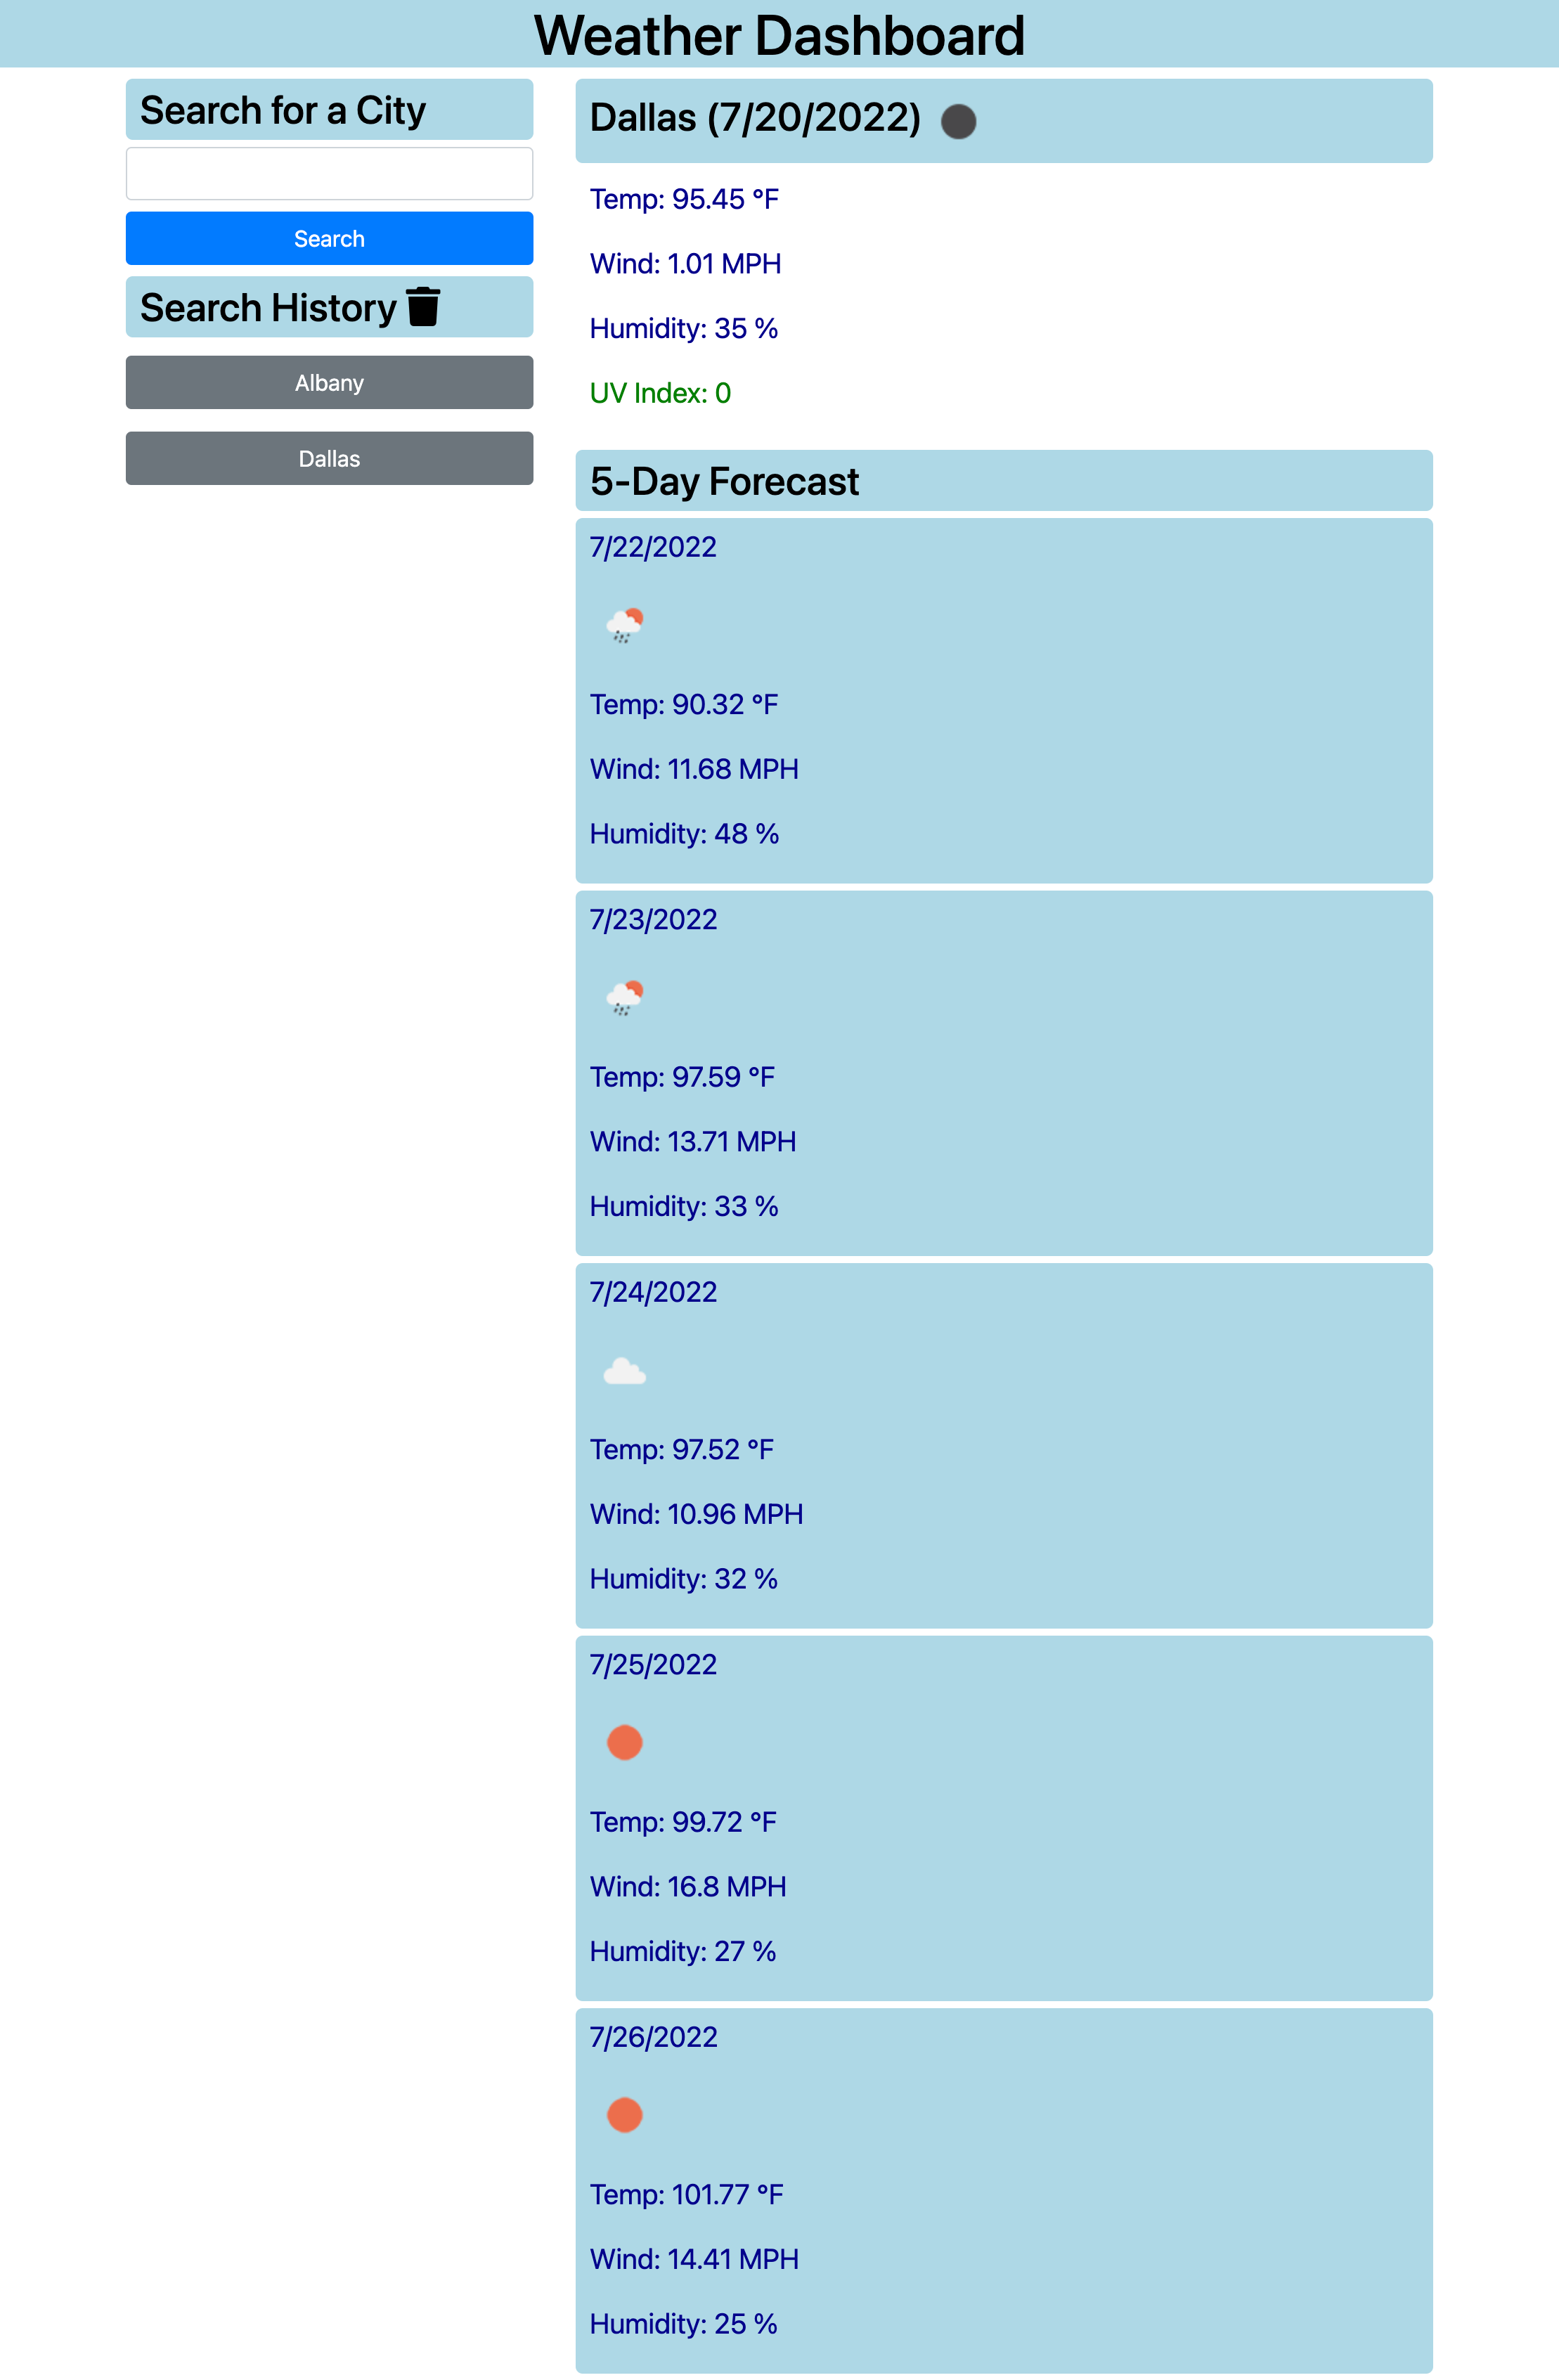 Weather Dashboard
Search for a City
Search
Search History
Albany
Dallas
Dallas (7/20/2022)
Temp: 95.45 °F
Wind: 1.01 MPH
Humidity: 35 %
UV Index: 0
5-Day Forecast
7/22/2022
Temp: 90.32 °F
Wind: 11.68 MPH
Humidity: 48 %
7/23/2022
Temp: 97.59 °F
Wind: 13.71 MPH
Humidity: 33 %
7/24/2022
Temp: 97.52 °F
Wind: 10.96 MPH
Humidity: 32 %
7/25/2022
Temp: 99.72 °F
Wind: 16.8 MPH
Humidity: 27 %
7/26/2022
Temp: 101.77 °F
Wind: 14.41 MPH
Humidity: 25 %